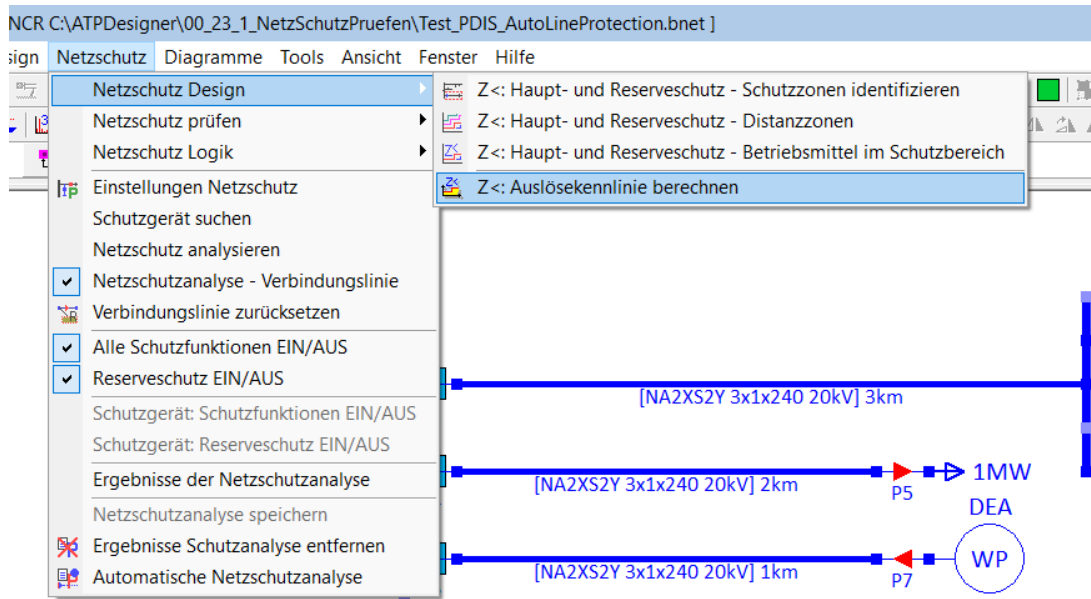 NCR C:\ATPDesigner\00_23_1_NetzSchutzPruefen\Test_PDIS_AutoLineProtection.bnet ]
sign Netzschutz Diagramme Tools Ansicht Fenster Hilfe
Netzschutz Design
Netzschutz prüfen
Netzschutz Logik
Einstellungen Netzschutz
Schutzgerät suchen
Netzschutz analysieren
Netzschutzanalyse - Verbindungslinie
Verbindungslinie zurücksetzen
Alle Schutzfunktionen EIN/AUS
Reserveschutz EIN/AUS
Schutzgerät: Schutzfunktionen EIN/AUS
Schutzgerät: Reserveschutz EIN/AUS
Ergebnisse der Netzschutzanalyse
Netzschutzanalyse speichern
Ergebnisse Schutzanalyse entfernen
Automatische Netzschutzanalyse
Z<: Haupt- und Reserveschutz - Schutzzonen identifizieren
Z<: Haupt- und Reserveschutz - Distanzzonen
Z<: Haupt- und Reserveschutz - Betriebsmittel im Schutzbereich
Z<: Auslösekennlinie berechnen
[NA2XS2Y 3x1x240 20kV] 3km
[NA2XS2Y 3x1x240 20kV] 2km
P5
1MW
DEA
[NA2XS2Y 3x1x240 20kV] 1km
P7
WP